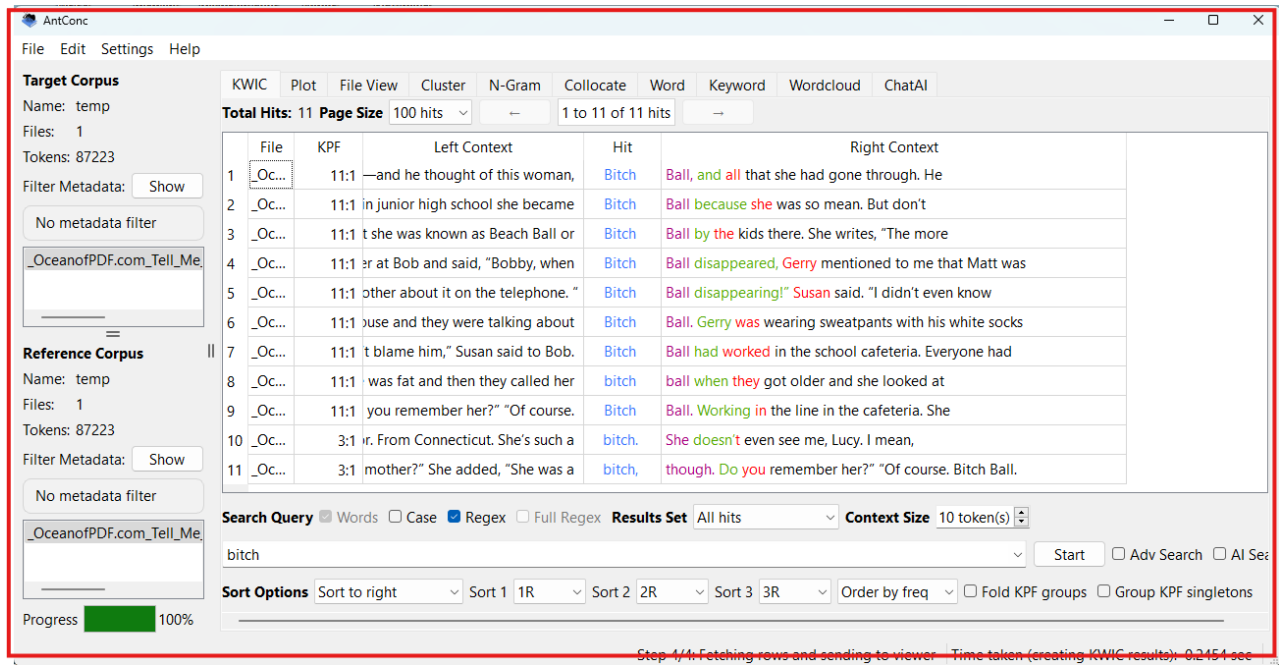 AntConc
File Edit Settings Help
Target Corpus
Name: temp
Files: 1
Tokens: 87223
Filter Metadata: Show
No metadata filter
_OceanofPDF.com_Tell_Me_
Reference Corpus
Name: temp
Files: 1
Tokens: 87223
Filter Metadata: Show
No metadata filter
_OceanofPDF.com_Tell_Me_
Progress 100%
KWIC Plot File View Cluster N-Gram Collocate Word Keyword Wordcloud ChatAI
Total Hits: 11 Page Size 100 hits ← 1 to 11 of 11 hits →
File KPF Left Context Hit Right Context
1 _Oc... 11:1 —and he thought of this woman, Bitch Ball, and all that she had gone through. He
2 _Oc... 11:1 in junior high school she became Bitch Ball because she was so mean. But don't
3 _Oc... 11:1 t she was known as Beach Ball or Bitch Ball by the kids there. She writes, “The more
4 _Oc... 11:1 er at Bob and said, “Bobby, when Bitch Ball disappeared, Gerry mentioned to me that Matt was
5 _Oc... 11:1 other about it on the telephone. “ Bitch Ball disappearing!” Susan said. “I didn't even know
6 _Oc... 11:1 ouse and they were talking about Bitch Ball. Gerry was wearing sweatpants with his white socks
7 _Oc... 11:1 't blame him,” Susan said to Bob. Bitch Ball had worked in the school cafeteria. Everyone had
8 _Oc... 11:1 was fat and then they called her bitch ball when they got older and she looked at
9 _Oc... 11:1 you remember her?” “Of course. Bitch Ball. Working in the line in the cafeteria. She
10 _Oc... 3:1 r. From Connecticut. She's such a bitch. She doesn't even see me, Lucy. I mean,
11 _Oc... 3:1 mother?” She added, “She was a bitch, though. Do you remember her?” “Of course. Bitch Ball.
Search Query Words Case Regex Full Regex Results Set All hits Context Size 10 token(s)
bitch Start Adv Search AI Sea
Sort Options Sort to right Sort 1 1R Sort 2 2R Sort 3 3R Order by freq Fold KPF groups Group KPF singletons
Step 4/4: Fetching rows and sending to viewer Time taken (creating KWIC results): 0.2454 sec